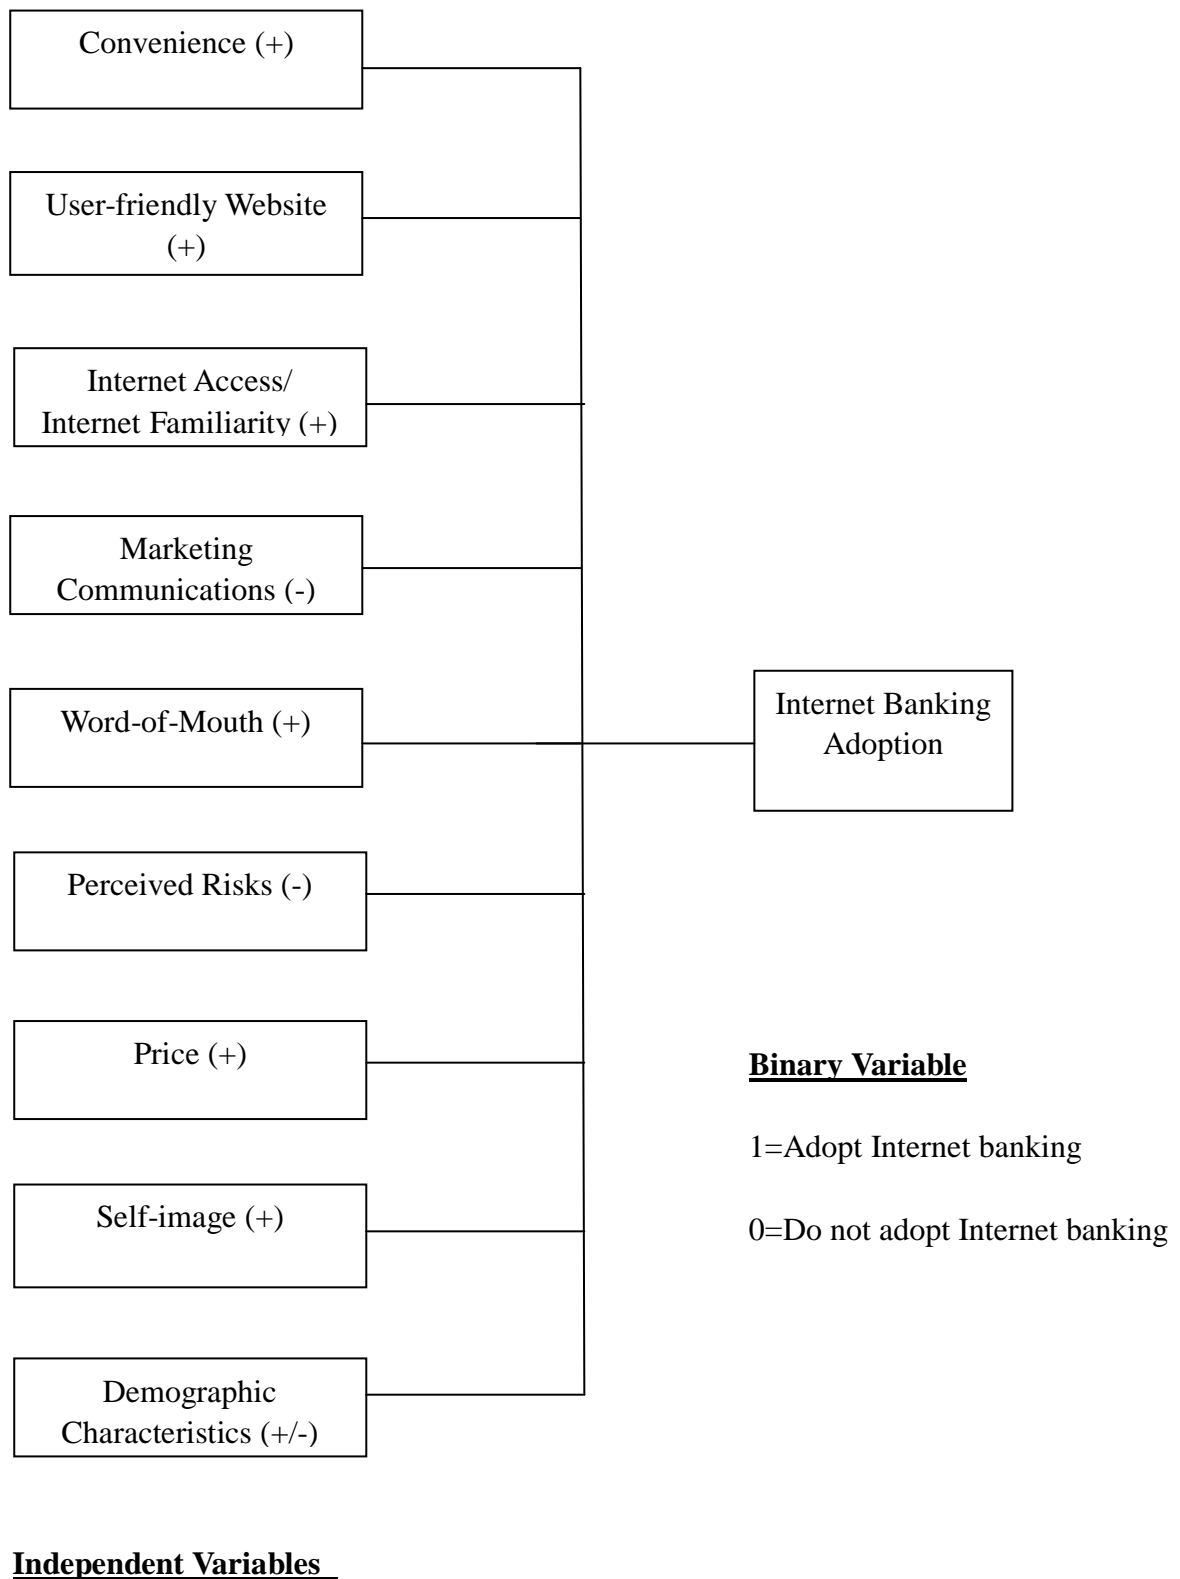 Convenience (+)
User-friendly Website
(+)
Internet Access/
Internet Familiarity (+)
Marketing
Communications (-)
Word-of-Mouth (+)
Internet Banking
Adoption
Perceived Risks (-)
Price (+)
Binary Variable
1=Adopt Internet banking
Self-image (+)
0=Do not adopt Internet banking
Demographic
Characteristics (+/-)
Independent Variables